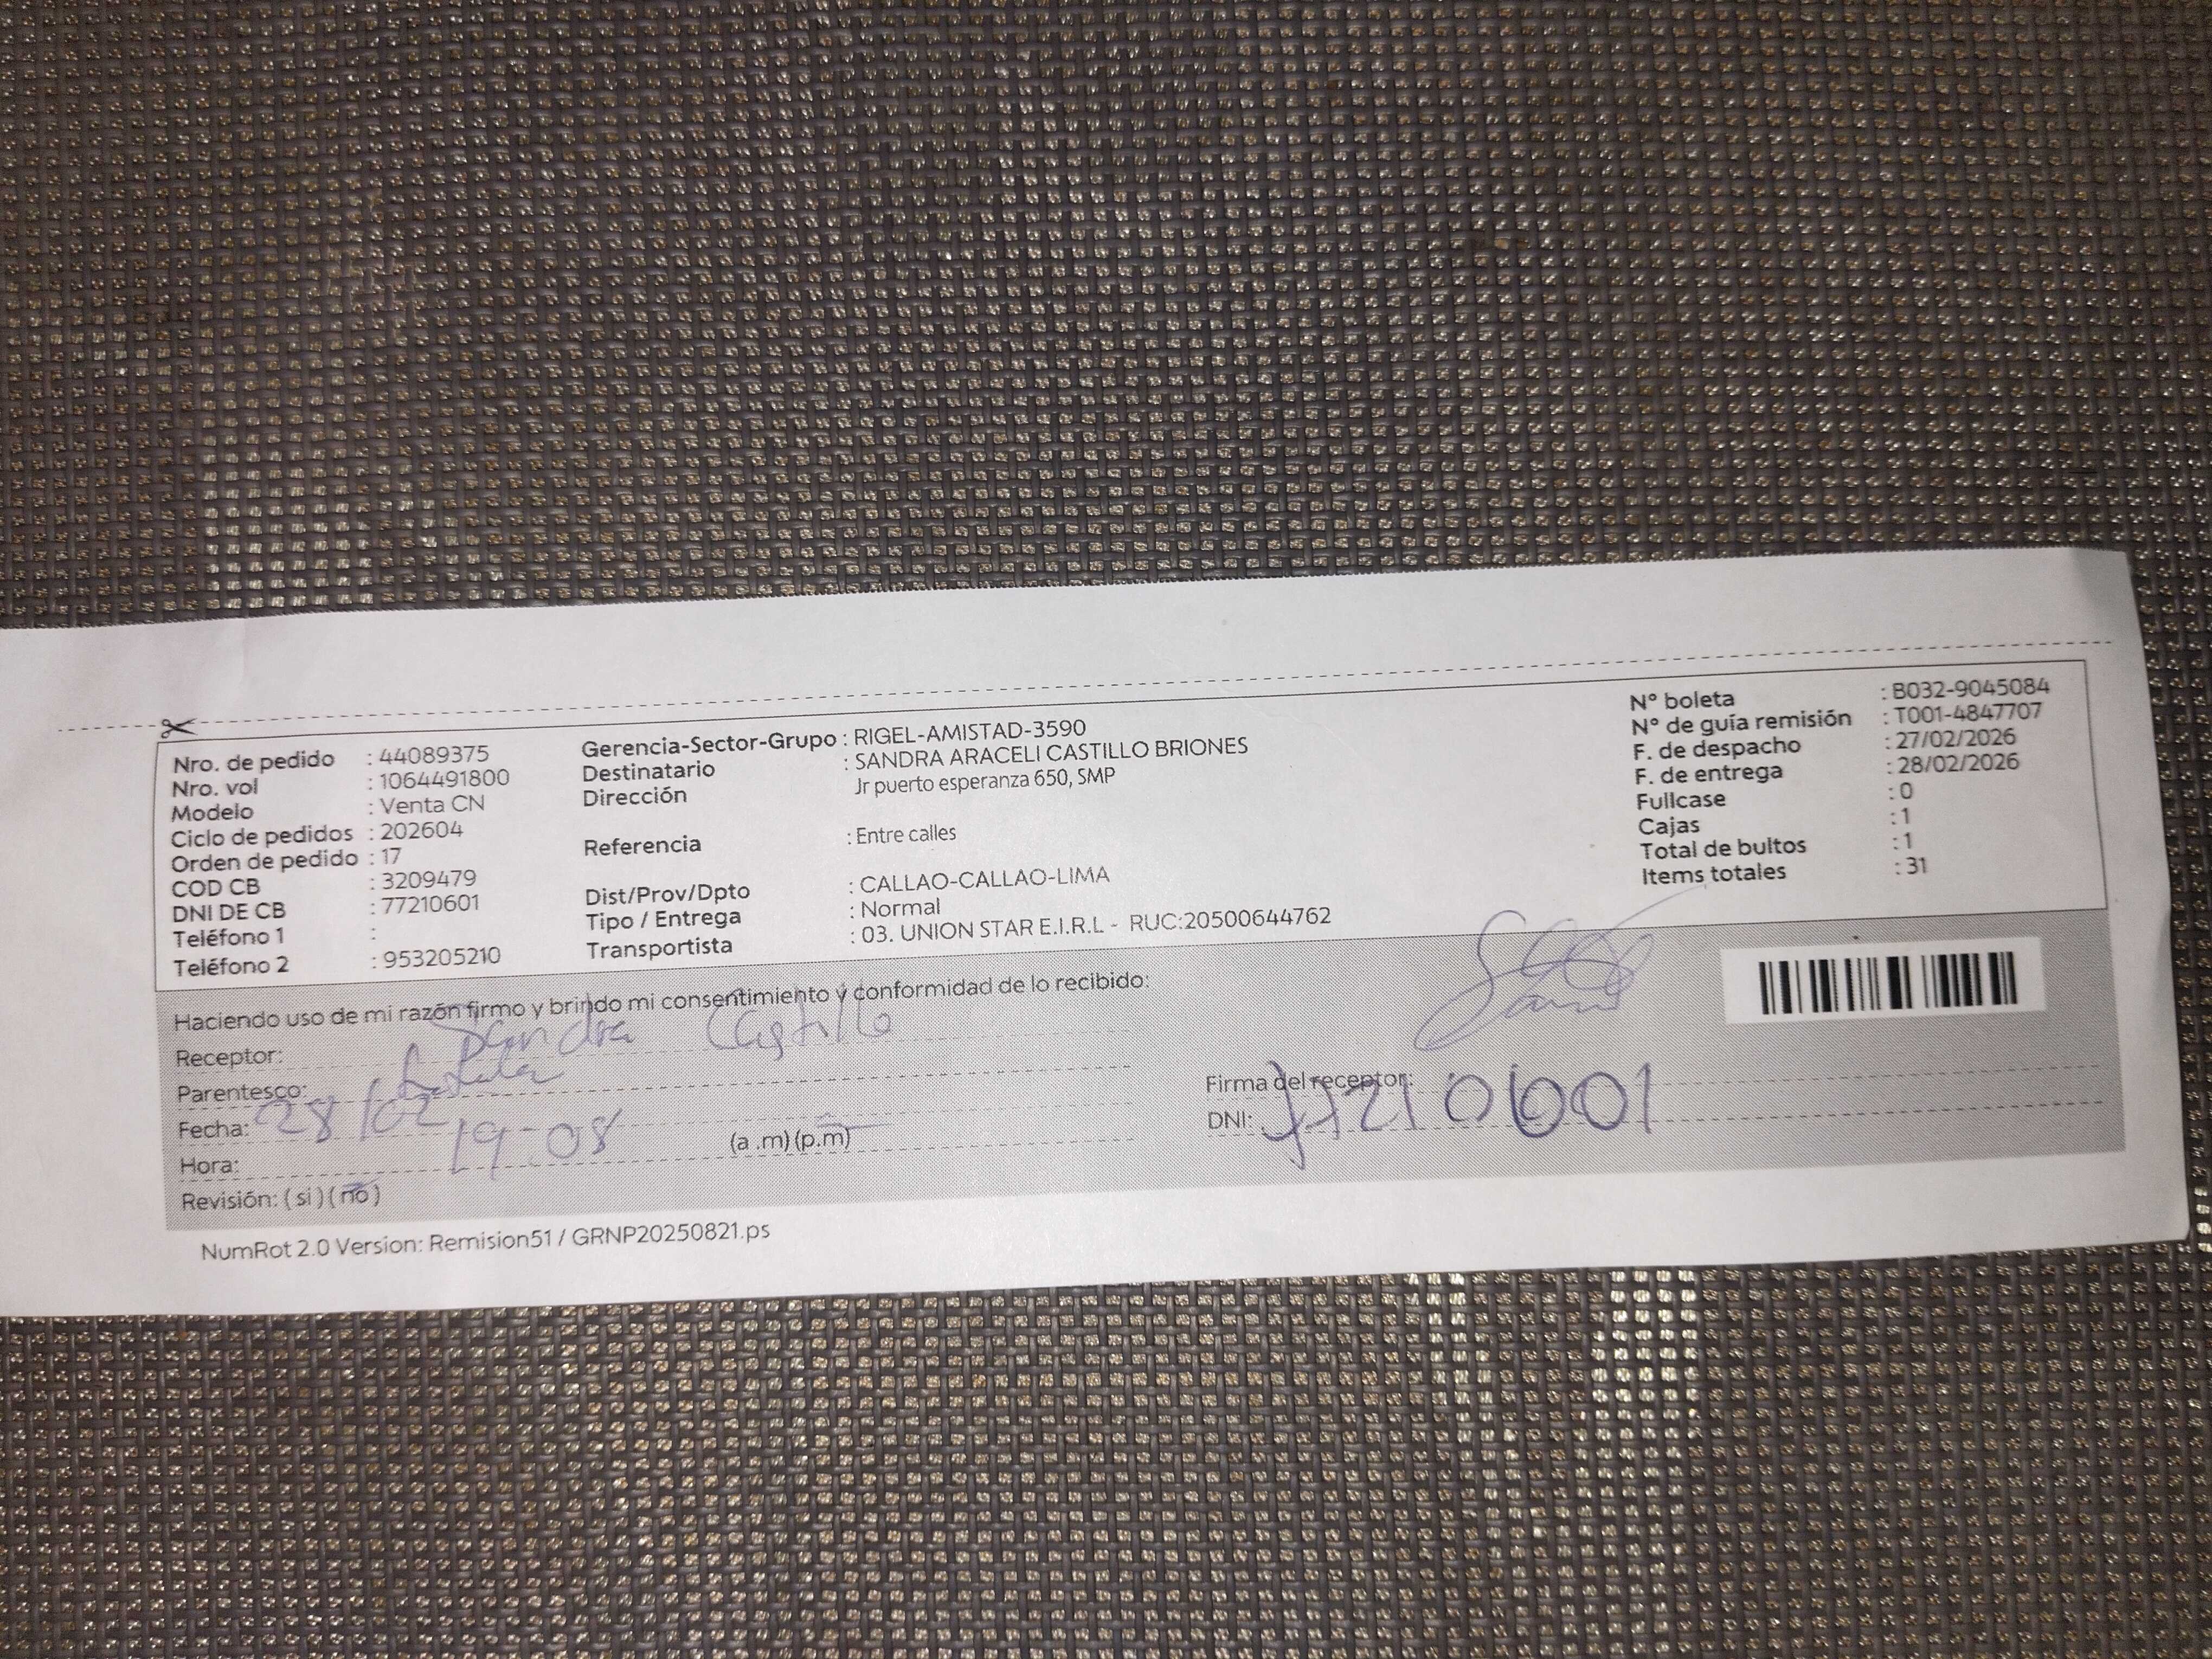 Nro. de pedido : 44089375
Nro. vol : 1064491800
Modelo : Venta CN
Ciclo de pedidos : 202604
Orden de pedido : 17
COD CB : 3209479
DNI DE CB : 77210601
Teléfono 1 :
Teléfono 2 : 953205210
Gerencia-Sector-Grupo : RIGEL-AMISTAD-3590
Destinatario : SANDRA ARACELI CASTILLO BRIONES
Dirección Jr puerto esperanza 650, SMP
Referencia : Entre calles
Dist/Prov/Dpto : CALLAO-CALLAO-LIMA
Tipo / Entrega : Normal
Transportista : 03. UNION STAR E.I.R.L - RUC:20500644762
N° boleta : B032-9045084
N° de guía remisión : T001-4847707
F. de despacho : 27/02/2026
F. de entrega : 28/02/2026
Fullcase : 0
Cajas : 1
Total de bultos : 1
Items totales : 31
Haciendo uso de mi razón firmo y brindo mi consentimiento y conformidad de lo recibido:
Receptor: Sandra Castillo
Parentesco:
Fecha: 28/02
Hora: 19:08 (a .m) (p.m)
Revisión: ( si ) ( no )
Firma del receptor:
DNI: 77210601
NumRot 2.0 Version: Remision51 / GRNP20250821.ps